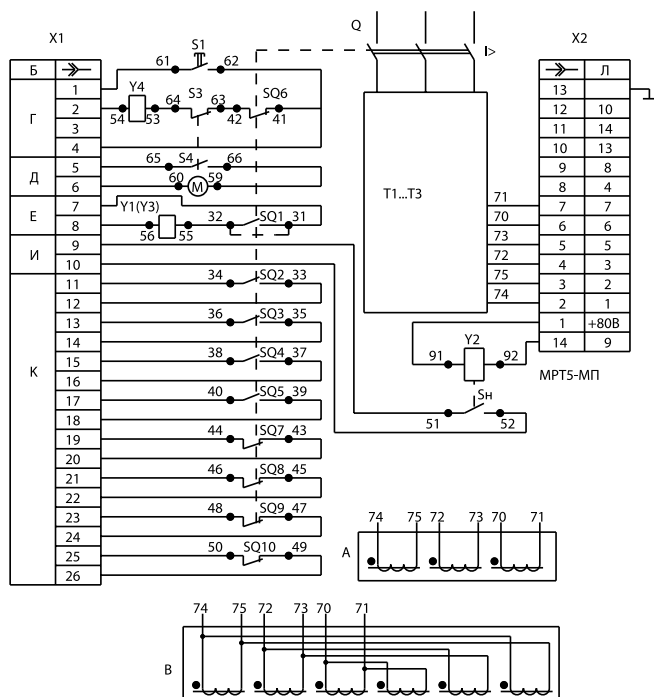 X1
Q
X2
Б
Г
Д
Е
И
К
1
2
3
4
5
6
7
8
9
10
11
12
13
14
15
16
17
18
19
20
21
22
23
24
25
26
61 S1 62
54 Y4 53 64 S3 63 42 SQ6 41
65 S4 66
60 M 59
Y1(Y3)
56 55 32 SQ1 31
34 SQ2 33
36 SQ3 35
38 SQ4 37
40 SQ5 39
44 SQ7 43
46 SQ8 45
48 SQ9 47
50 SQ10 49
I>
T1...T3
71
70
73
72
75
74
Л
13
12 10
11 14
10 13
9 8
8 4
7 7
6 6
5 5
4 3
3 2
2 1
1 +80В
14 9
МРТ5-МП
91 Y2 92
51 Sн 52
74 75 72 73 70 71
А
74 75 72 73 70 71
В